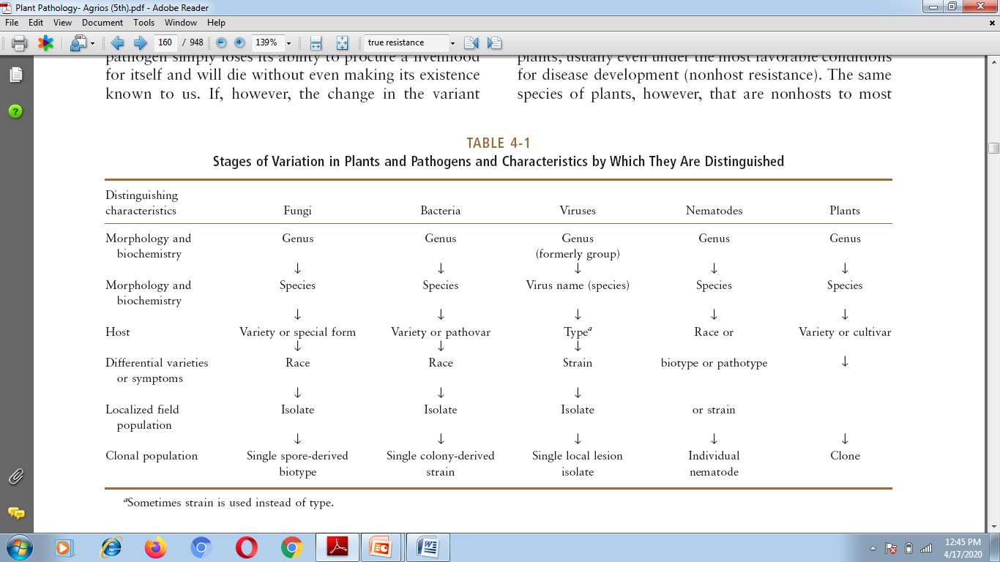 Plant Pathology- Agrios (5th).pdf - Adobe Reader
File Edit View Document Tools Window Help
160 / 948 139% true resistance
pathogen simply loses its ability to procure a livelihood
for itself and will die without even making its existence
known to us. If, however, the change in the variant
plants, usually even under the most favorable conditions
for disease development (nonhost resistance). The same
species of plants, however, that are nonhosts to most
TABLE 4-1
Stages of Variation in Plants and Pathogens and Characteristics by Which They Are Distinguished
Distinguishing
characteristics Fungi Bacteria Viruses Nematodes Plants
Morphology and Genus Genus Genus Genus Genus
biochemistry (formerly group)
↓ ↓ ↓ ↓ ↓
Morphology and Species Species Virus name (species) Species Species
biochemistry
↓ ↓ ↓ ↓ ↓
Host Variety or special form Variety or pathovar Typeᵃ Race or Variety or cultivar
↓ ↓ ↓
Differential varieties Race Race Strain biotype or pathotype ↓
or symptoms
↓ ↓ ↓
Localized field Isolate Isolate Isolate or strain
population
↓ ↓ ↓ ↓ ↓
Clonal population Single spore-derived Single colony-derived Single local lesion Individual Clone
biotype strain isolate nematode
ᵃSometimes strain is used instead of type.
12:45 PM
4/17/2020